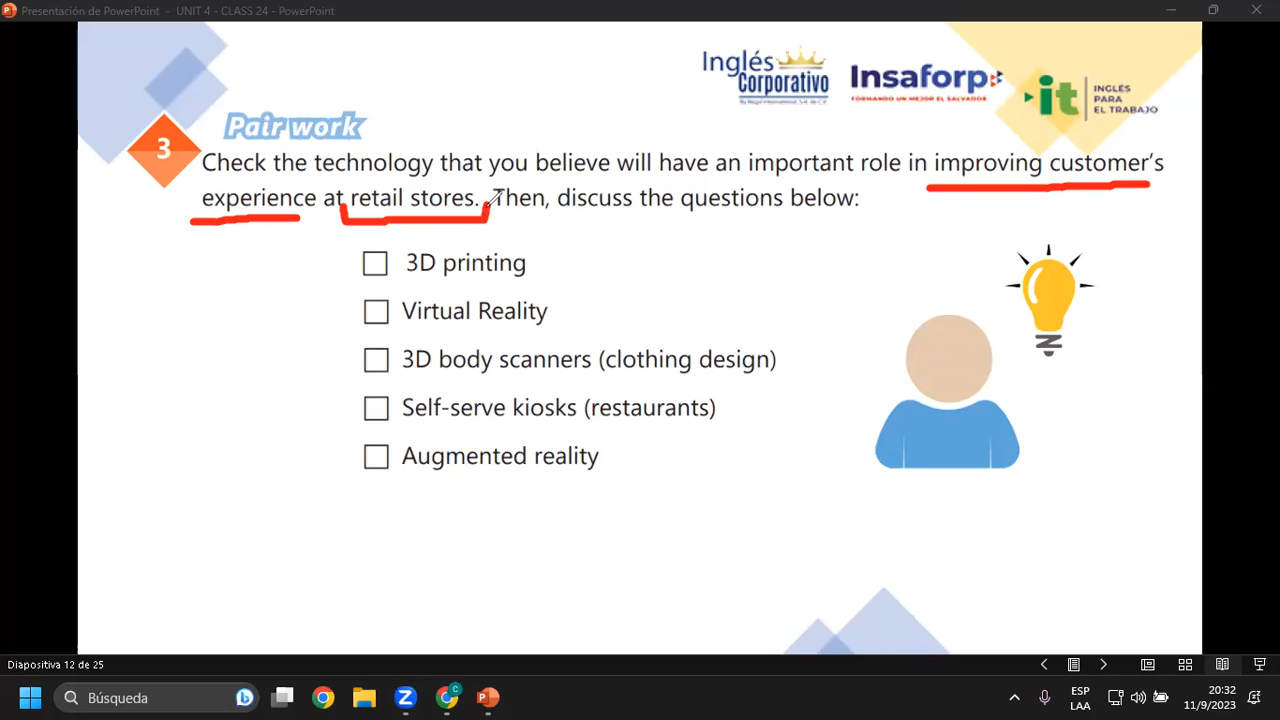 Presentación de PowerPoint - UNIT 4 - CLASS 24 - PowerPoint
Inglés
Corporativo
Insaforp
FORMANDO UN MEJOR EL SALVADOR
it
INGLÉS
PARA
EL TRABAJO
3
Pair work
Check the technology that you believe will have an important role in improving customer's
experience at retail stores. Then, discuss the questions below:
3D printing
Virtual Reality
3D body scanners (clothing design)
Self-serve kiosks (restaurants)
Augmented reality
Diapositiva 12 de 25
Búsqueda
ESP
LAA
20:32
11/9/2023